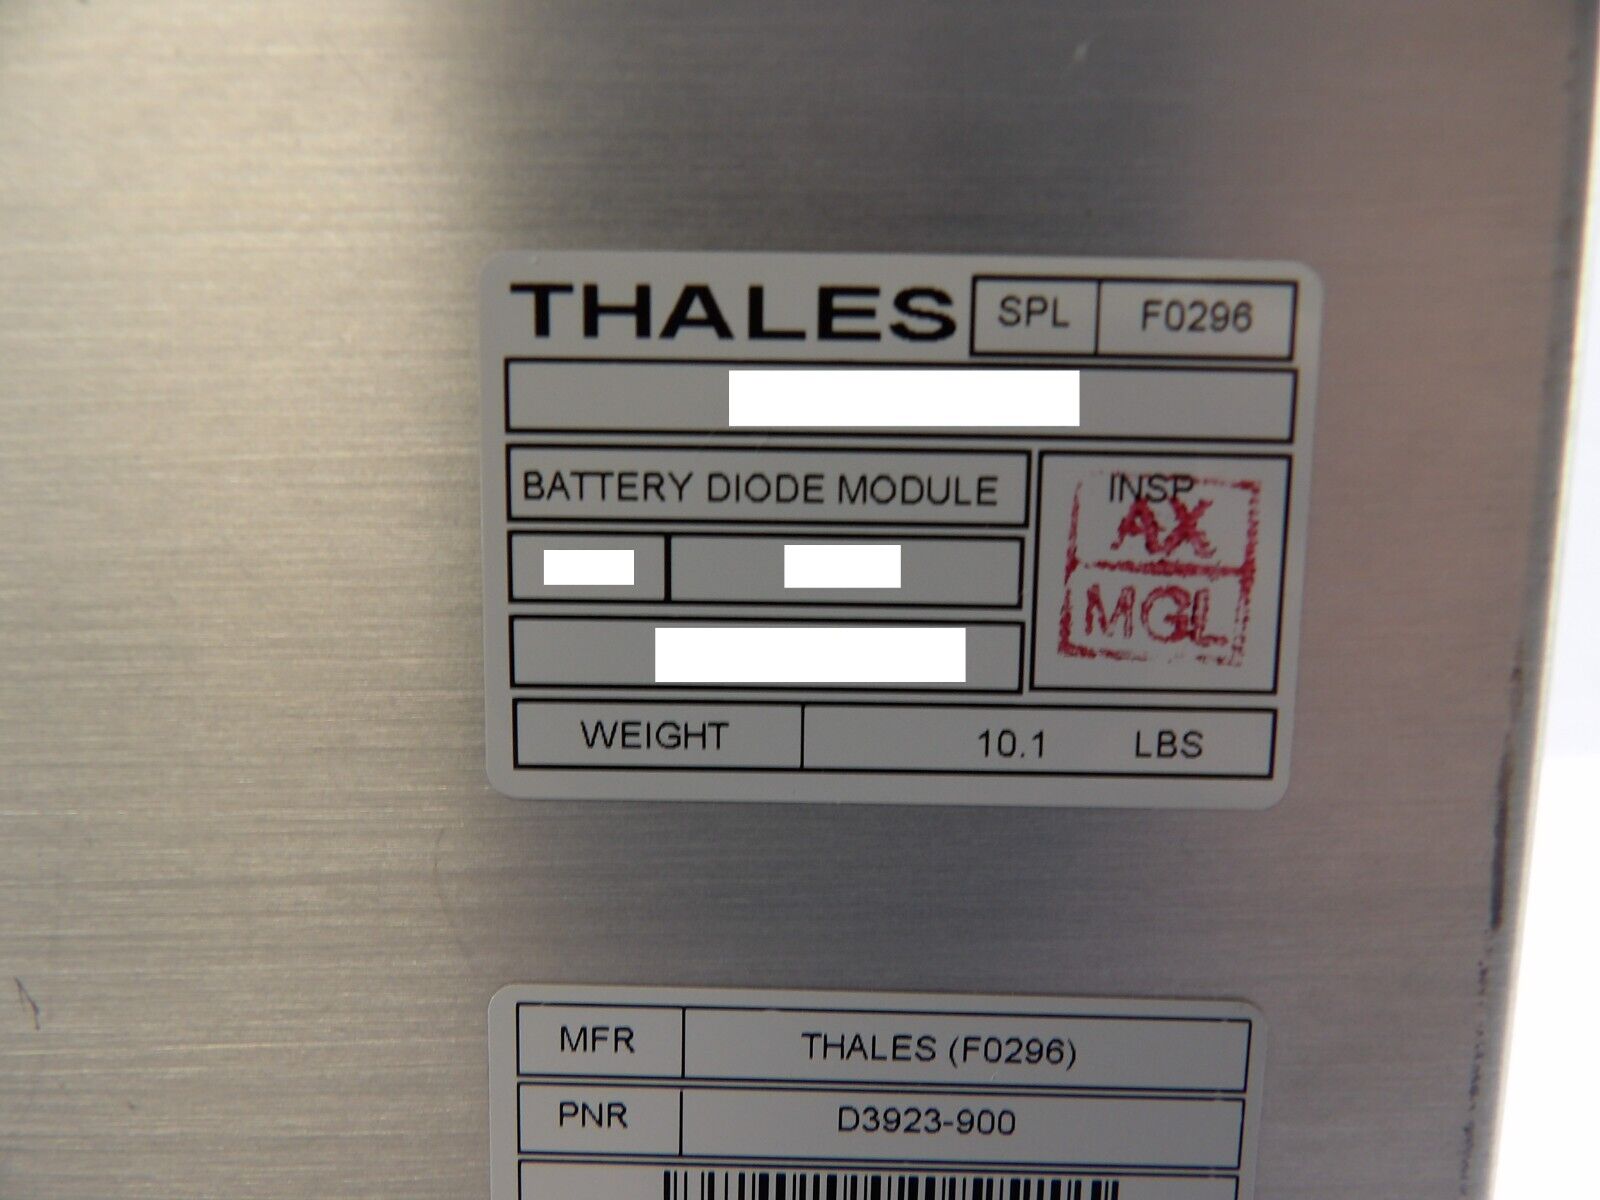 THALES SPL F0296
BATTERY DIODE MODULE
INSP
AX
MGL
WEIGHT 10.1 LBS
MFR THALES (F0296)
PNR D3923-900